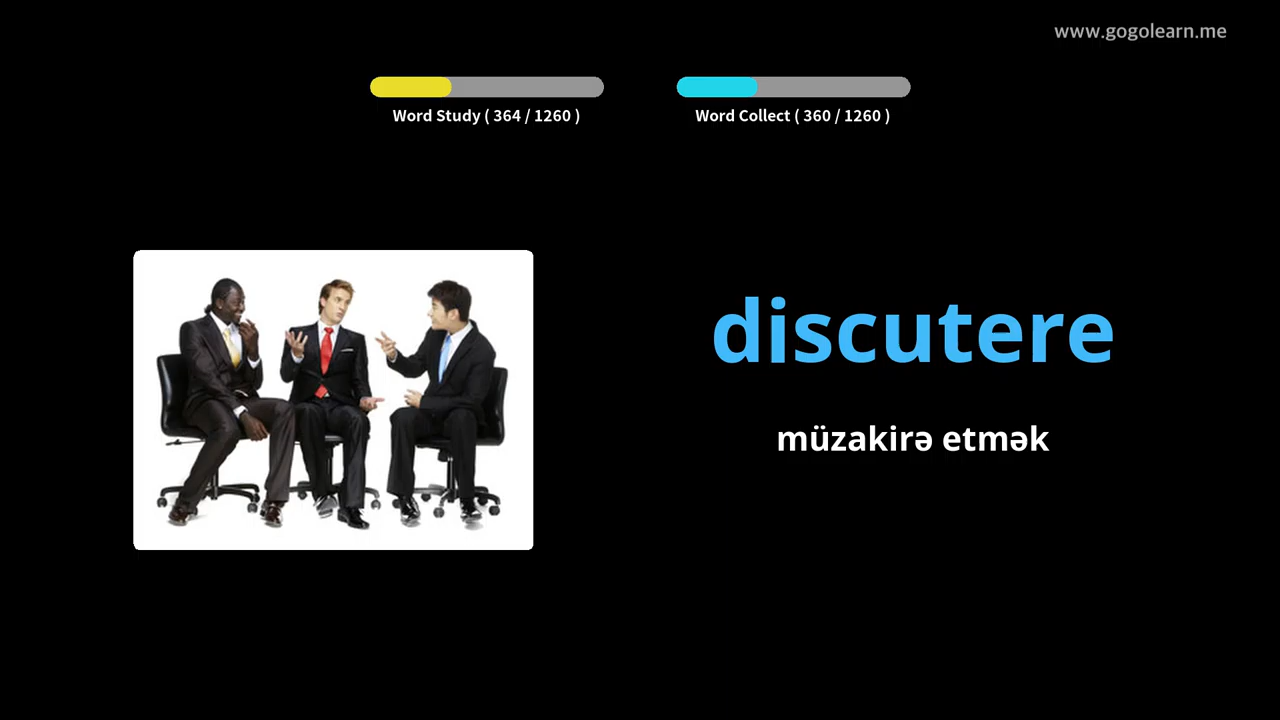 www.gogolearn.me
Word Study ( 364 / 1260 )
Word Collect ( 360 / 1260 )
discutere
müzakirə etmək